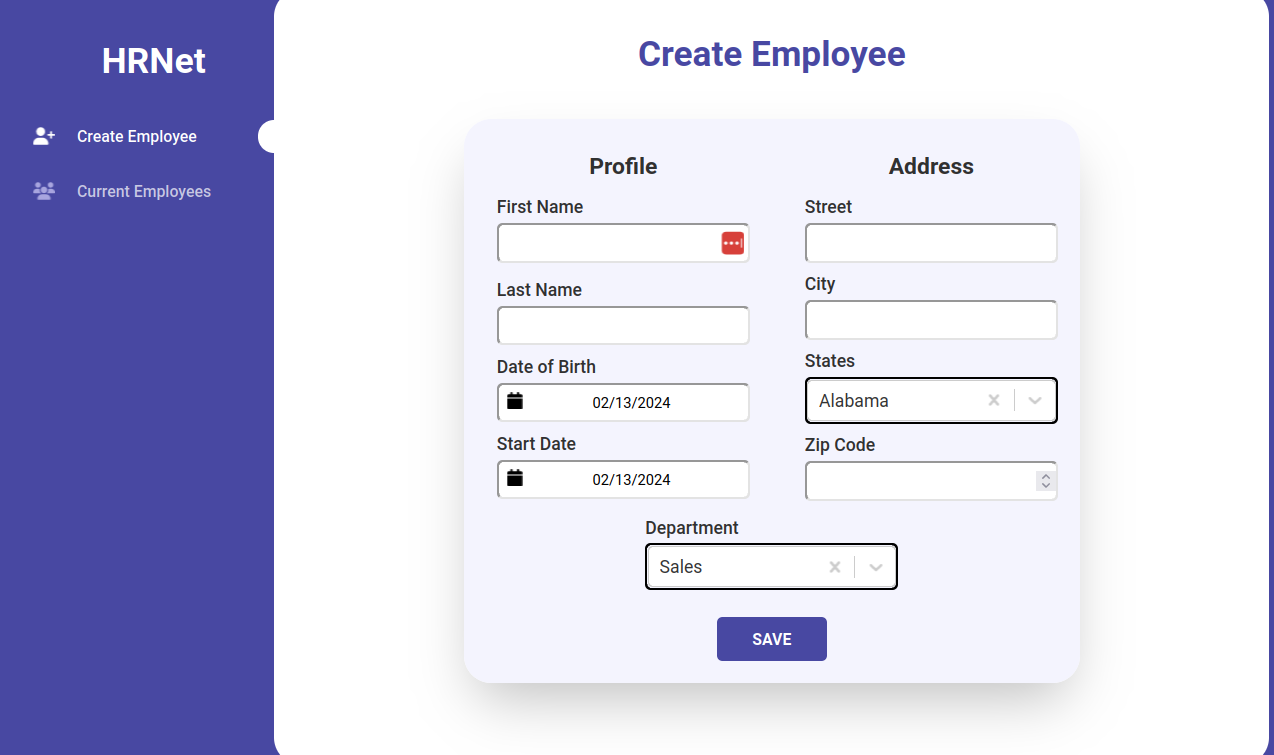 HRNet
Create Employee
Current Employees
Create Employee
Profile
First Name
Last Name
Date of Birth
02/13/2024
Start Date
02/13/2024
Address
Street
City
States
Alabama
Zip Code
Department
Sales
SAVE